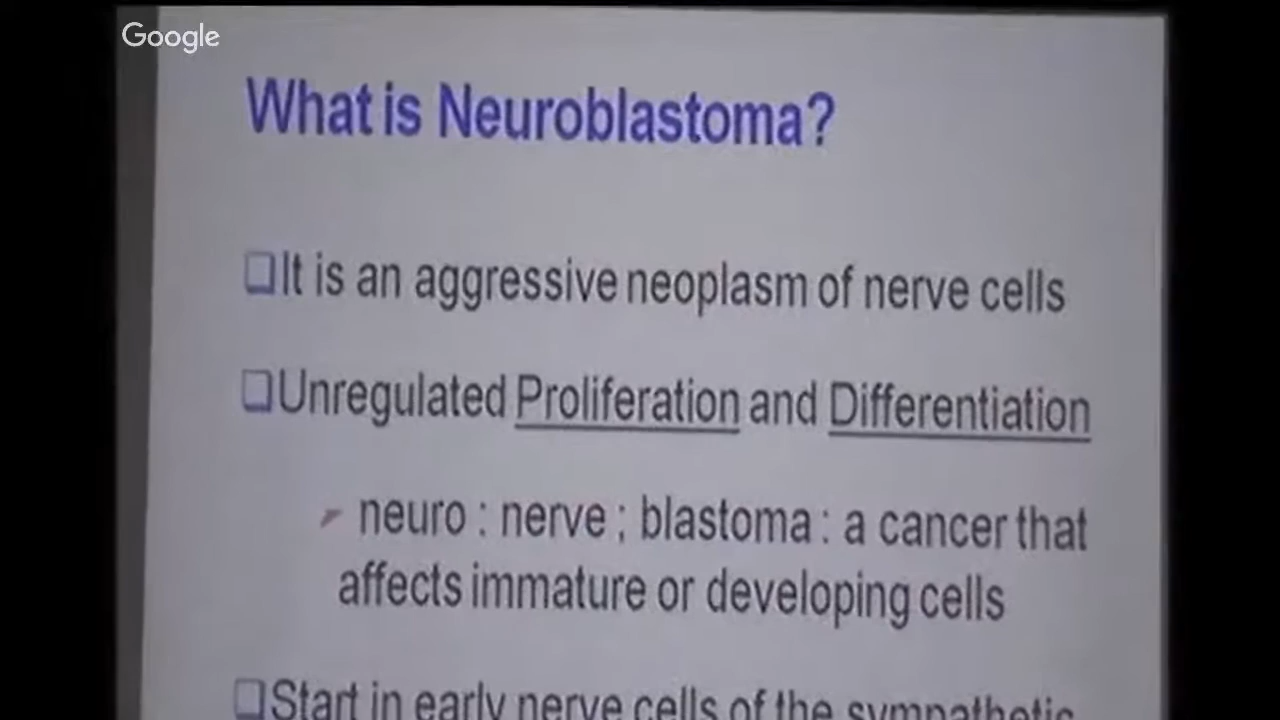 Google
What is Neuroblastoma?
It is an aggressive neoplasm of nerve cells
Unregulated Proliferation and Differentiation
neuro : nerve ; blastoma : a cancer that
affects immature or developing cells
Start in early nerve cells of the sympathetic